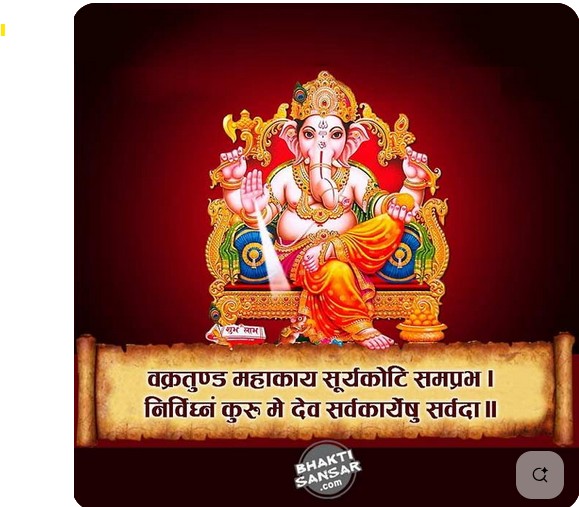 शुभ लाभ
वक्रतुण्ड महाकाय सूर्यकोटि समप्रभ।
निर्विघ्नं कुरु मे देव सर्वकार्येषु सर्वदा॥
BHAKTI
SANSAR
.com